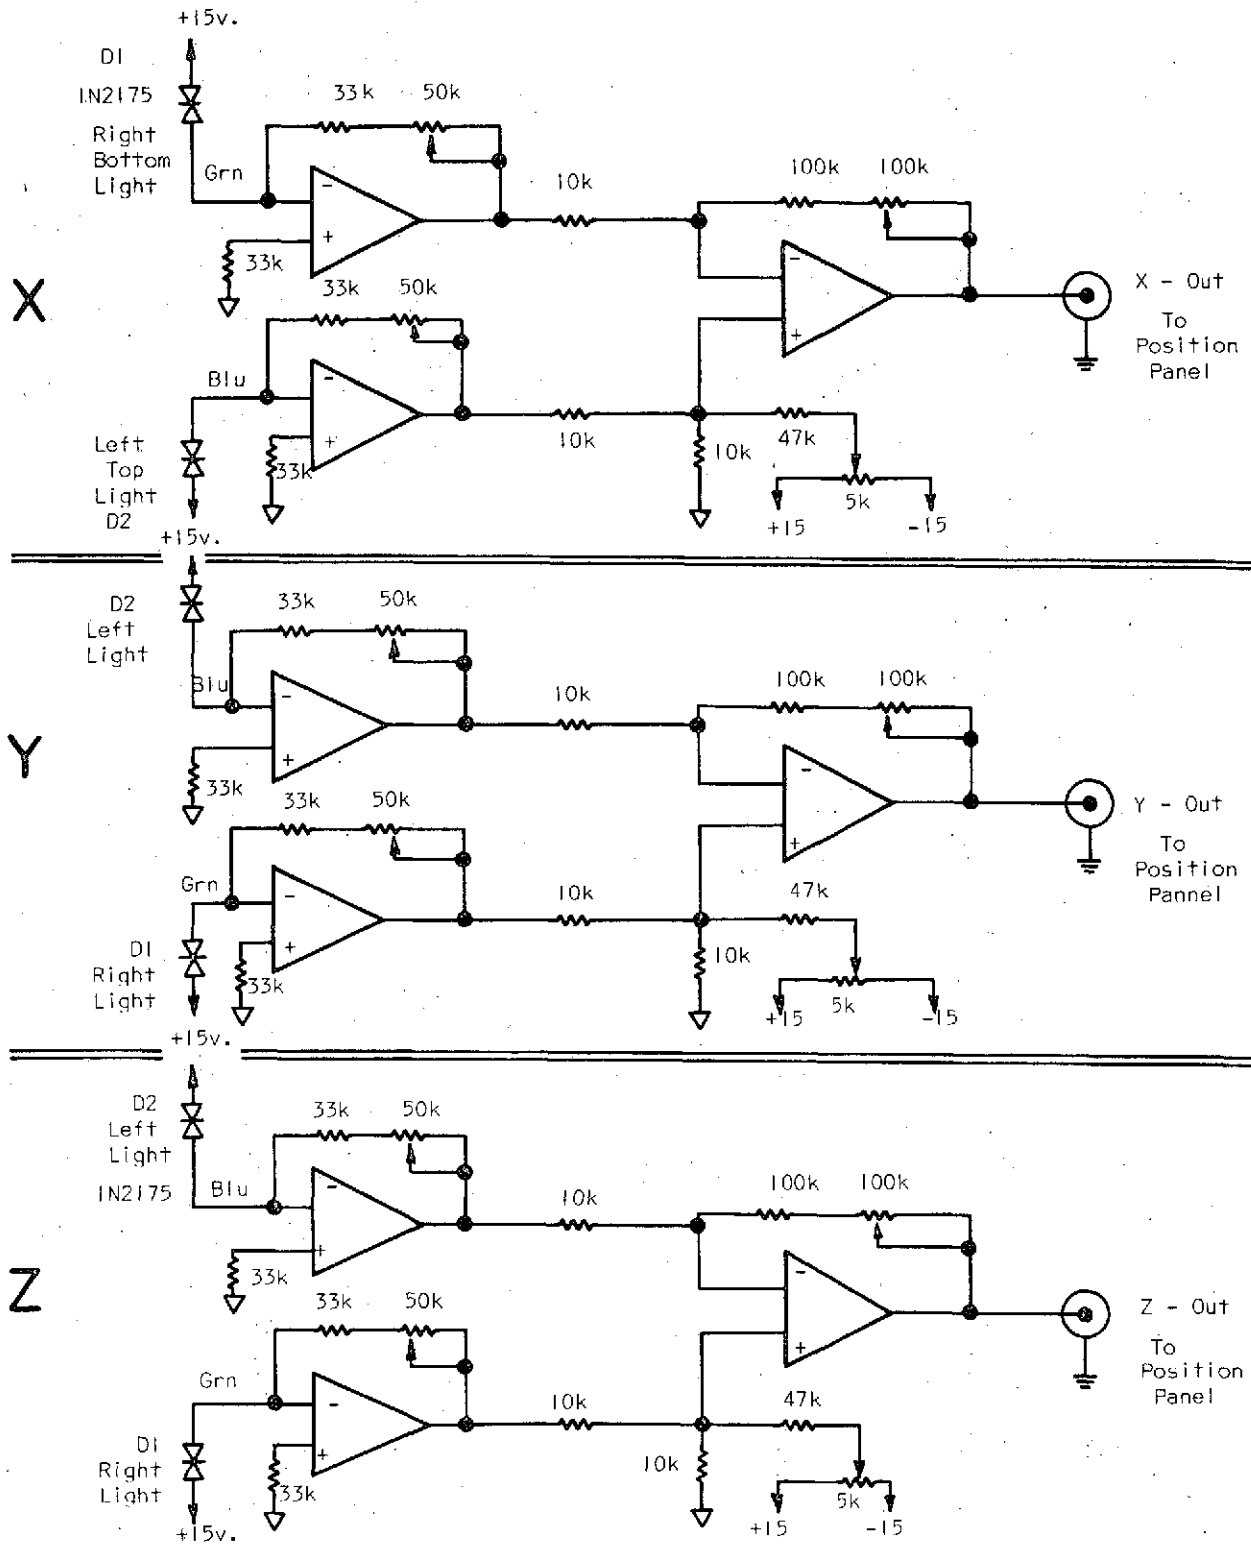 +15v.
D1
1N2175
Right
Bottom
Light
Grn
33k
50k
-
+
33k
10k
100k
100k
-
+
X
33k
50k
Blu
-
+
33k
10k
10k
47k
5k
+15
-15
X - Out
To
Position
Panel
Left
Top
Light
D2
+15v.
D2
Left
Light
33k
50k
Blu
-
+
33k
10k
100k
100k
-
+
Y
33k
50k
Grn
-
+
33k
10k
10k
47k
5k
+15
-15
Y - Out
To
Position
Pannel
D1
Right
Light
+15v.
D2
Left
Light
1N2175
Blu
33k
50k
-
+
33k
10k
100k
100k
-
+
Z
33k
50k
Grn
-
+
33k
10k
10k
47k
5k
+15
-15
Z - Out
To
Position
Panel
D1
Right
Light
+15v.